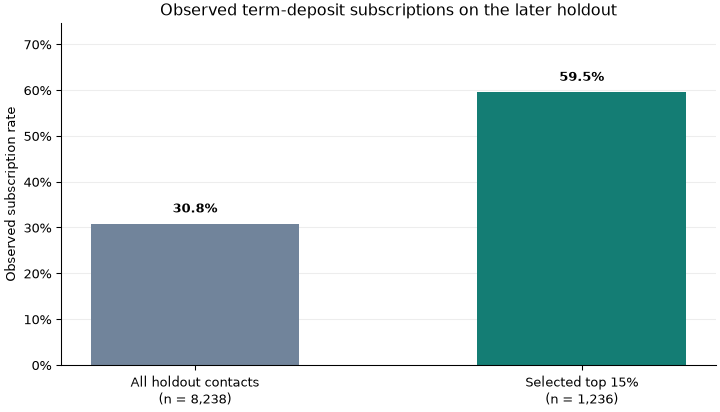 Observed term-deposit subscriptions on the later holdout
Observed subscription rate
70%
60%
50%
40%
30%
20%
10%
0%
30.8%
59.5%
All holdout contacts
(n = 8,238)
Selected top 15%
(n = 1,236)